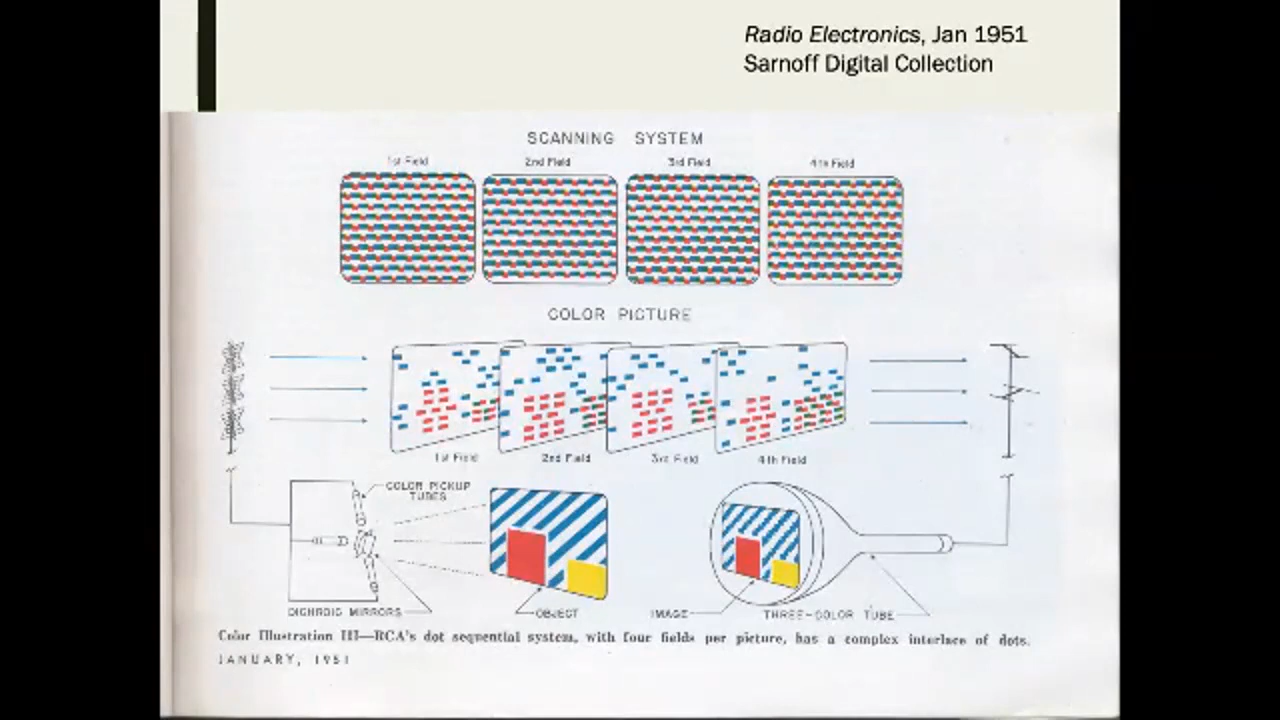 Radio Electronics, Jan 1951
Sarnoff Digital Collection
SCANNING SYSTEM
1st Field
2nd Field
3rd Field
4th Field
COLOR PICTURE
1st Field
2nd Field
3rd Field
4th Field
COLOR PICKUP
TUBES
DICHROIC MIRRORS
OBJECT
IMAGE
THREE-COLOR TUBE
Color Illustration III—RCA's dot sequential system, with four fields per picture, has a complex interlace of dots.
JANUARY, 1951